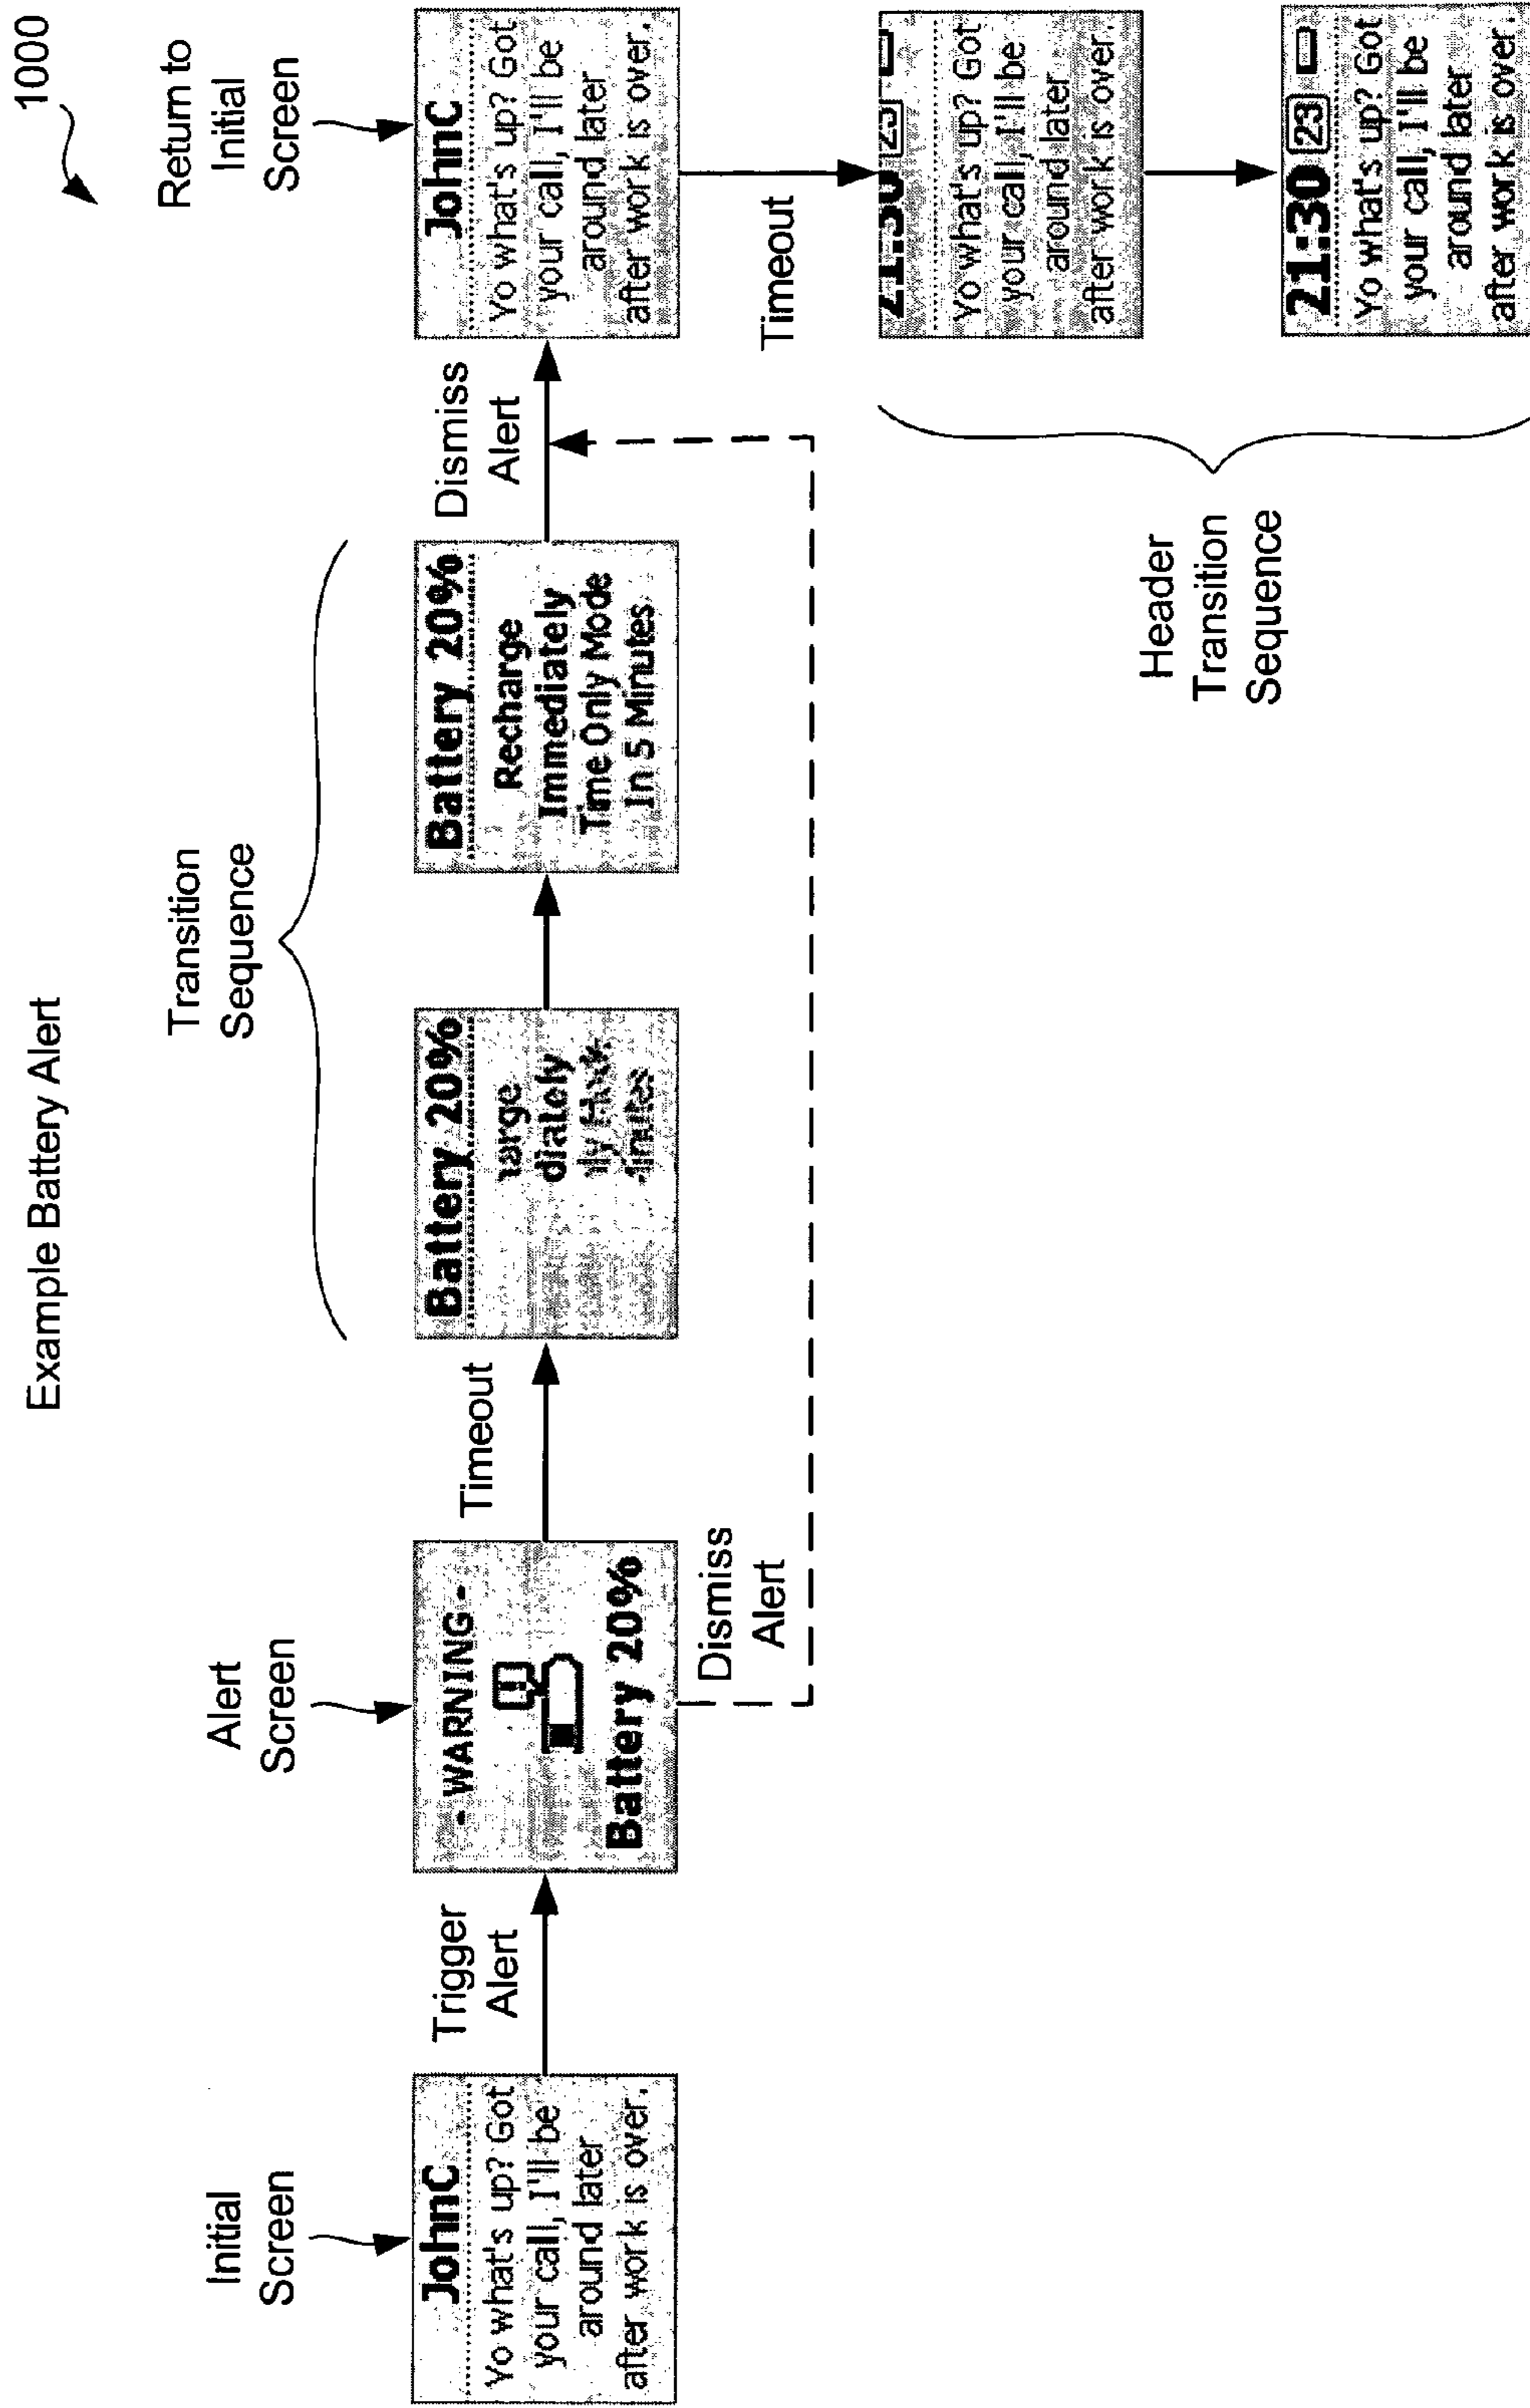 1000
Example Battery Alert
Initial
Screen
JohnC
Yo what's up? Got
your call, I'll be
around later
after work is over.
Trigger
Alert
Alert
Screen
- WARNING -
!
Battery 20%
Dismiss
Alert
Timeout
Transition
Sequence
Battery 20%
Battery 20%
Recharge
Immediately
Time Only Mode
In 5 Minutes
Dismiss
Alert
Return to
Initial
Screen
JohnC
Yo what's up? Got
your call, I'll be
around later
after work is over.
Timeout
Header
Transition
Sequence
21:30 23
Yo what's up? Got
your call, I'll be
around later
after work is over.
21:30 23
Yo what's up? Got
your call, I'll be
around later
after work is over.